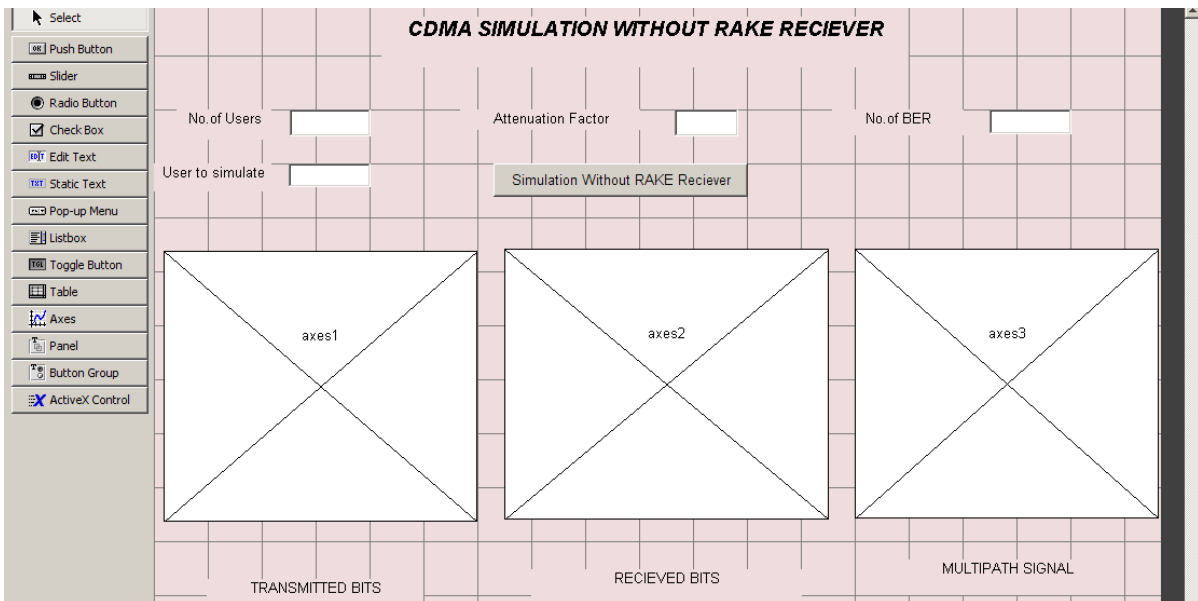 Select
Push Button
Slider
Radio Button
Check Box
Edit Text
Static Text
Pop-up Menu
Listbox
Toggle Button
Table
Axes
Panel
Button Group
ActiveX Control
CDMA SIMULATION WITHOUT RAKE RECIEVER
No.of Users
Attenuation Factor
No.of BER
User to simulate
Simulation Without RAKE Reciever
axes1
axes2
axes3
TRANSMITTED BITS
RECIEVED BITS
MULTIPATH SIGNAL